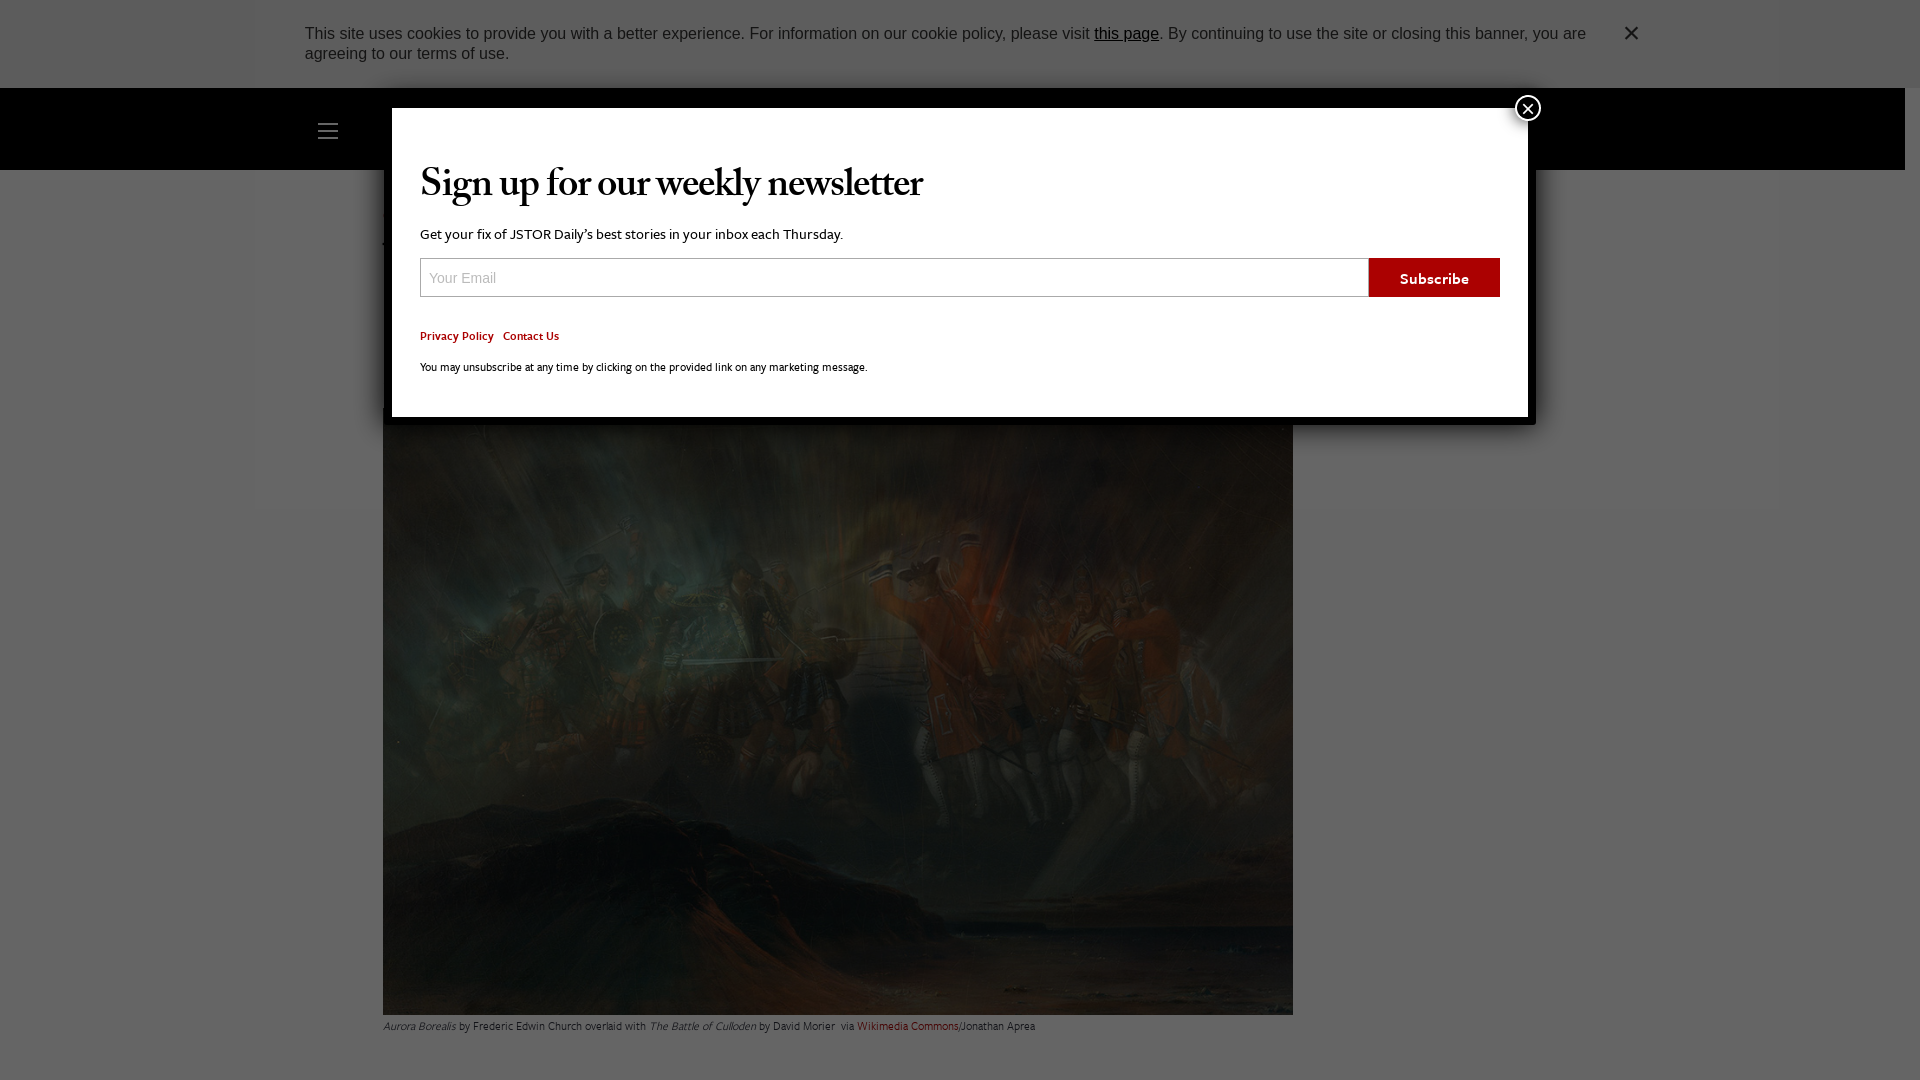 This site uses cookies to provide you with a better experience. For information on our cookie policy, please visit this page. By continuing to use the site or closing this banner, you are
agreeing to our terms of use.
Sign up for our weekly newsletter
Get your fix of JSTOR Daily’s best stories in your inbox each Thursday.
Your Email
Subscribe
Privacy Policy Contact Us
You may unsubscribe at any time by clicking on the provided link on any marketing message.
Aurora Borealis by Frederic Edwin Church overlaid with The Battle of Culloden by David Morier via Wikimedia Commons/Jonathan Aprea